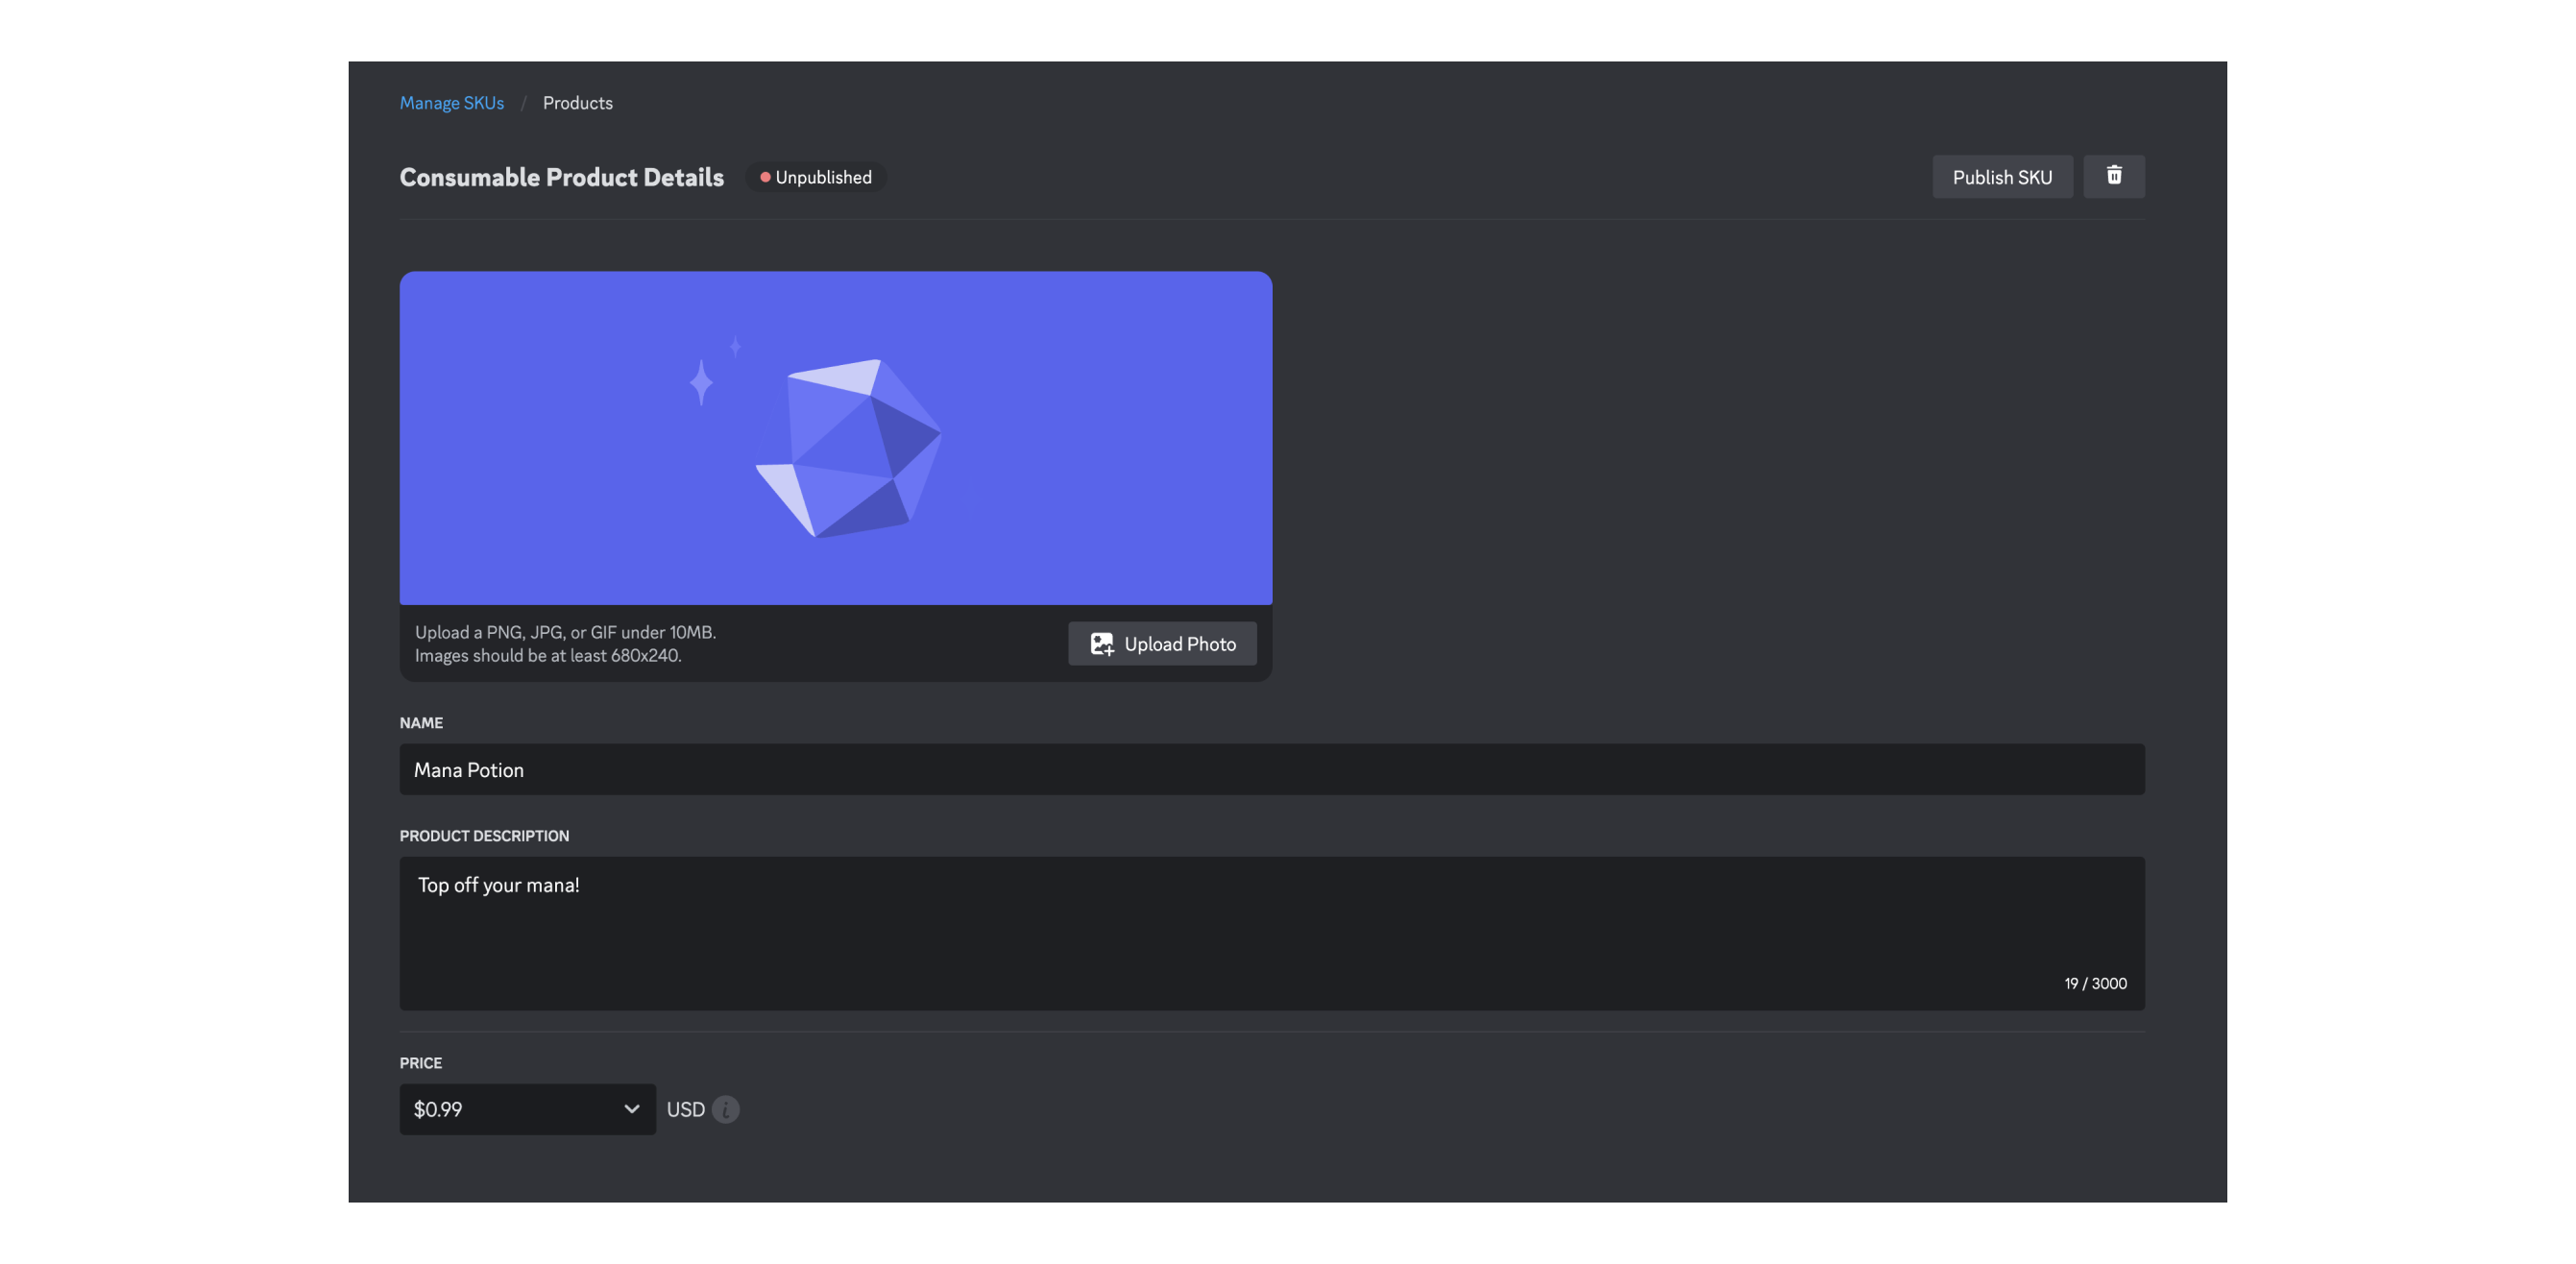 Manage SKUs / Products
Consumable Product Details
Unpublished
Publish SKU
Upload a PNG, JPG, or GIF under 10MB.
Images should be at least 680x240.
Upload Photo
NAME
Mana Potion
PRODUCT DESCRIPTION
Top off your mana!
19 / 3000
PRICE
$0.99
USD